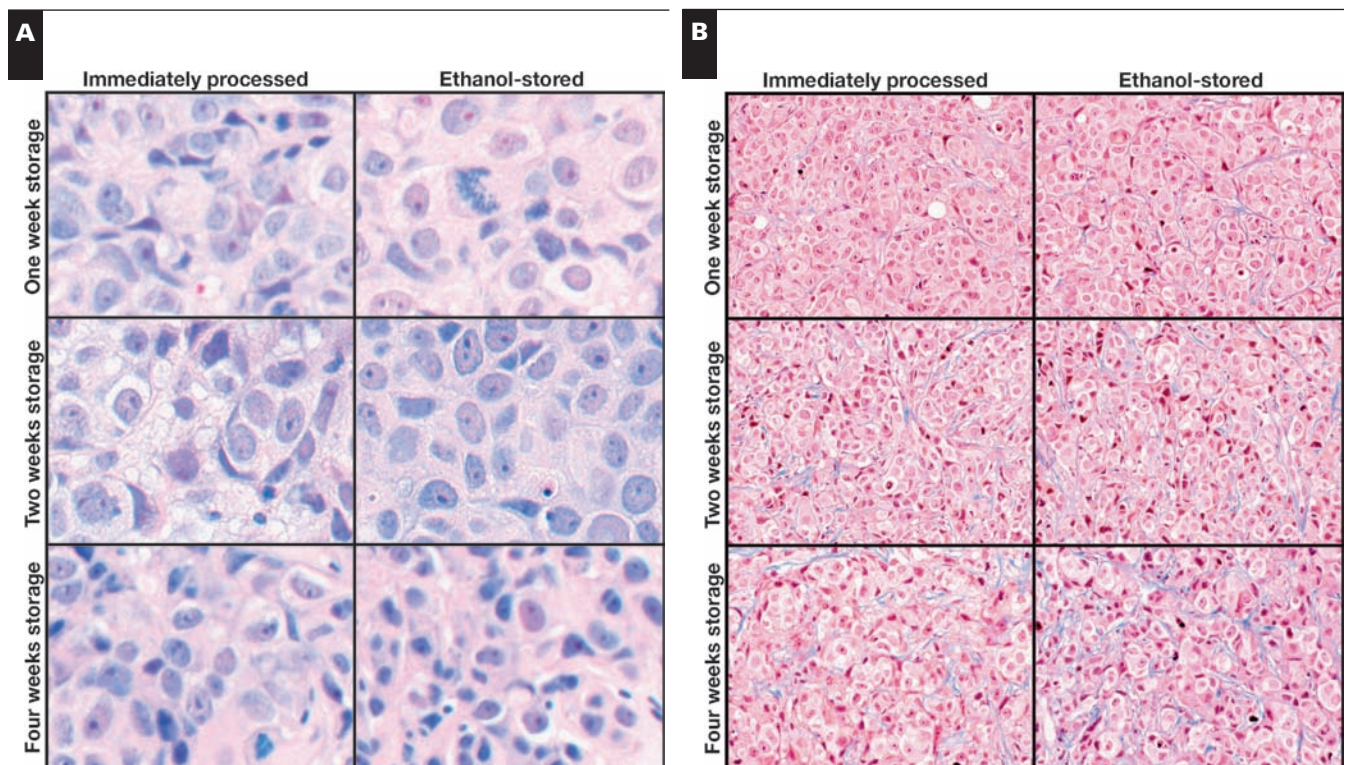 A
Immediately processed
Ethanol-stored
One week storage
Two weeks storage
Four weeks storage
B
Immediately processed
Ethanol-stored
One week storage
Two weeks storage
Four weeks storage